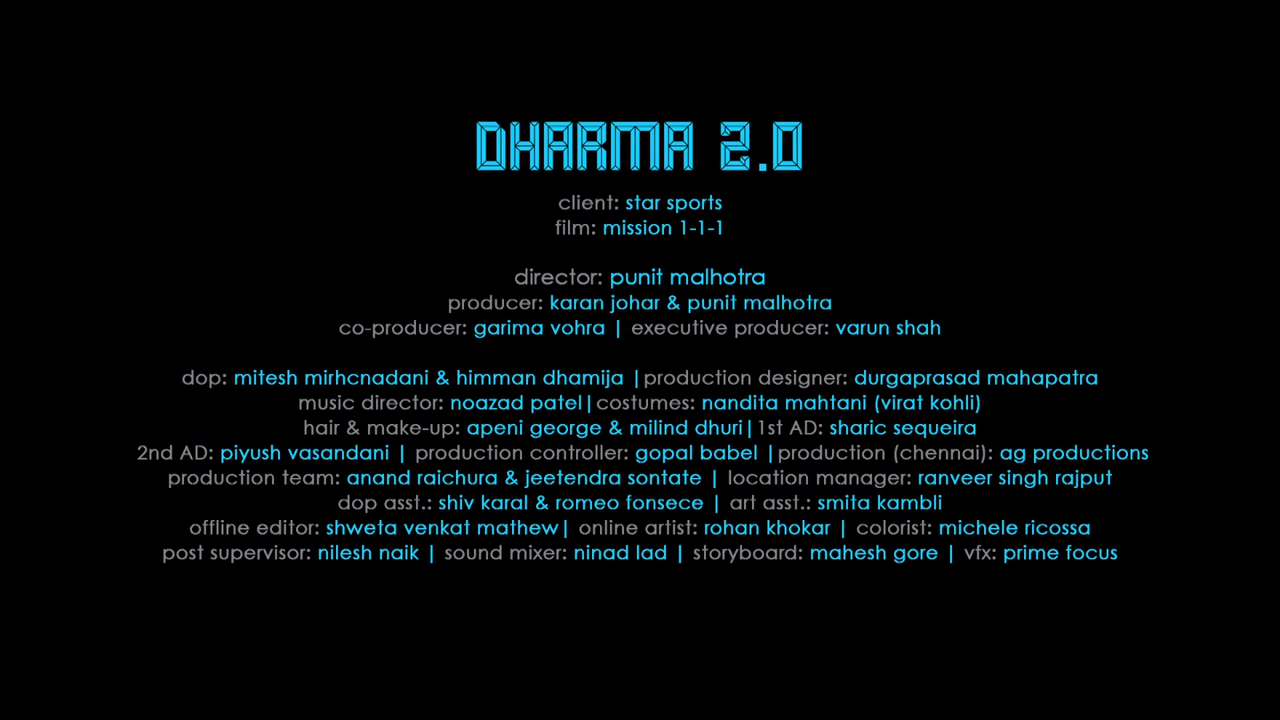 DHARMA 2.0
client: star sports
film: mission 1-1-1
director: punit malhotra
producer: karan johar & punit malhotra
co-producer: garima vohra | executive producer: varun shah
dop: mitesh mirhcnadani & himman dhamija |production designer: durgaprasad mahapatra
music director: noazad patel|costumes: nandita mahtani (virat kohli)
hair & make-up: apeni george & milind dhuri|1st AD: sharic sequeira
2nd AD: piyush vasandani | production controller: gopal babel |production (chennai): ag productions
production team: anand raichura & jeetendra sontate | location manager: ranveer singh rajput
dop asst.: shiv karal & romeo fonsece | art asst.: smita kambli
offline editor: shweta venkat mathew| online artist: rohan khokar | colorist: michele ricossa
post supervisor: nilesh naik | sound mixer: ninad lad | storyboard: mahesh gore | vfx: prime focus